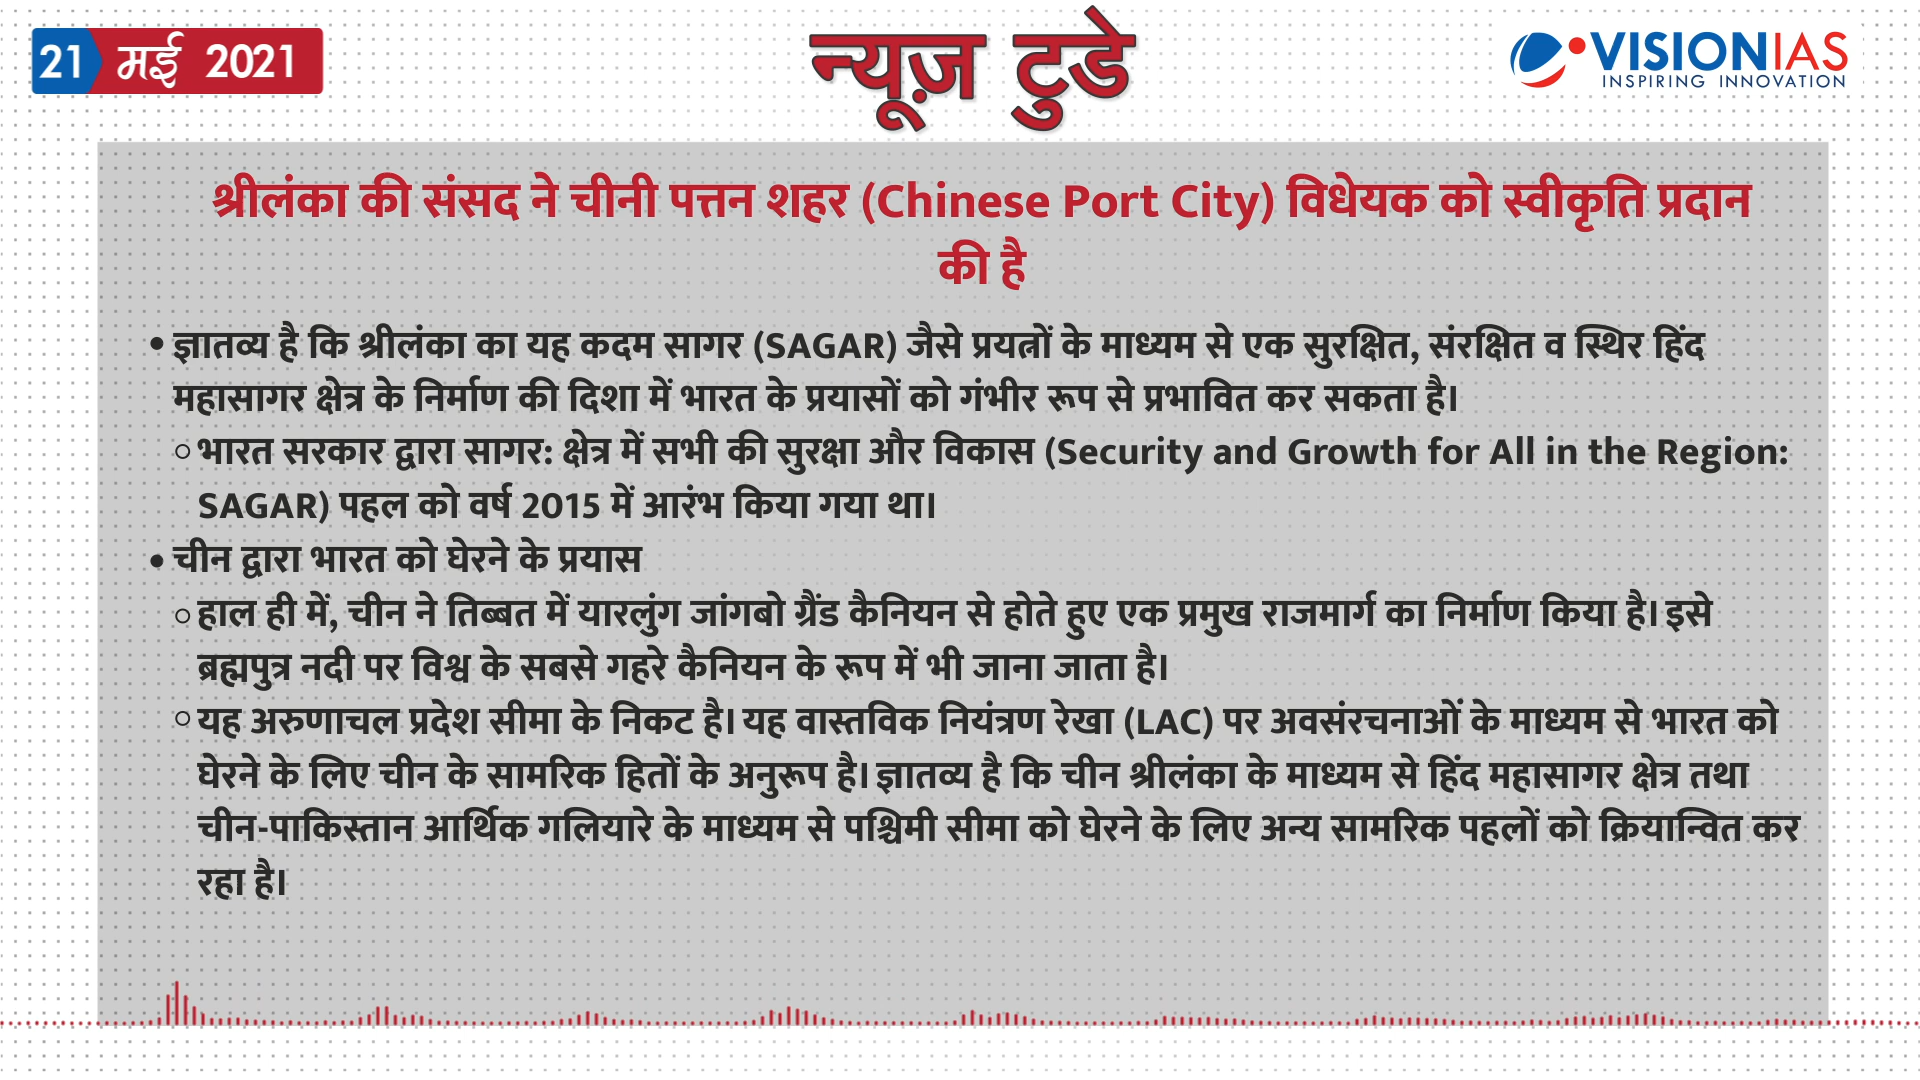 21 मई 2021
न्यूज़ टुडे
VISIONIAS
INSPIRING INNOVATION
श्रीलंका की संसद ने चीनी पत्तन शहर (Chinese Port City) विधेयक को स्वीकृति प्रदान
की है
• ज्ञातव्य है कि श्रीलंका का यह कदम सागर (SAGAR) जैसे प्रयत्नों के माध्यम से एक सुरक्षित, संरक्षित व स्थिर हिंद
महासागर क्षेत्र के निर्माण की दिशा में भारत के प्रयासों को गंभीर रूप से प्रभावित कर सकता है।
○ भारत सरकार द्वारा सागर: क्षेत्र में सभी की सुरक्षा और विकास (Security and Growth for All in the Region:
SAGAR) पहल को वर्ष 2015 में आरंभ किया गया था।
• चीन द्वारा भारत को घेरने के प्रयास
○ हाल ही में, चीन ने तिब्बत में यारलुंग जांगबो ग्रैंड कैनियन से होते हुए एक प्रमुख राजमार्ग का निर्माण किया है। इसे
ब्रह्मपुत्र नदी पर विश्व के सबसे गहरे कैनियन के रूप में भी जाना जाता है।
○ यह अरुणाचल प्रदेश सीमा के निकट है। यह वास्तविक नियंत्रण रेखा (LAC) पर अवसंरचनाओं के माध्यम से भारत को
घेरने के लिए चीन के सामरिक हितों के अनुरूप है। ज्ञातव्य है कि चीन श्रीलंका के माध्यम से हिंद महासागर क्षेत्र तथा
चीन-पाकिस्तान आर्थिक गलियारे के माध्यम से पश्चिमी सीमा को घेरने के लिए अन्य सामरिक पहलों को क्रियान्वित कर
रहा है।